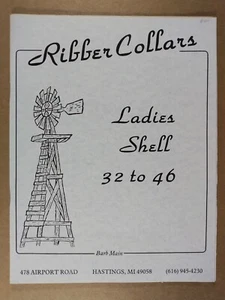 Ribber Collars
Ladies
Shell
32 to 46
Barb Main
478 AIRPORT ROAD HASTINGS, MI 49058 (616) 945-4230